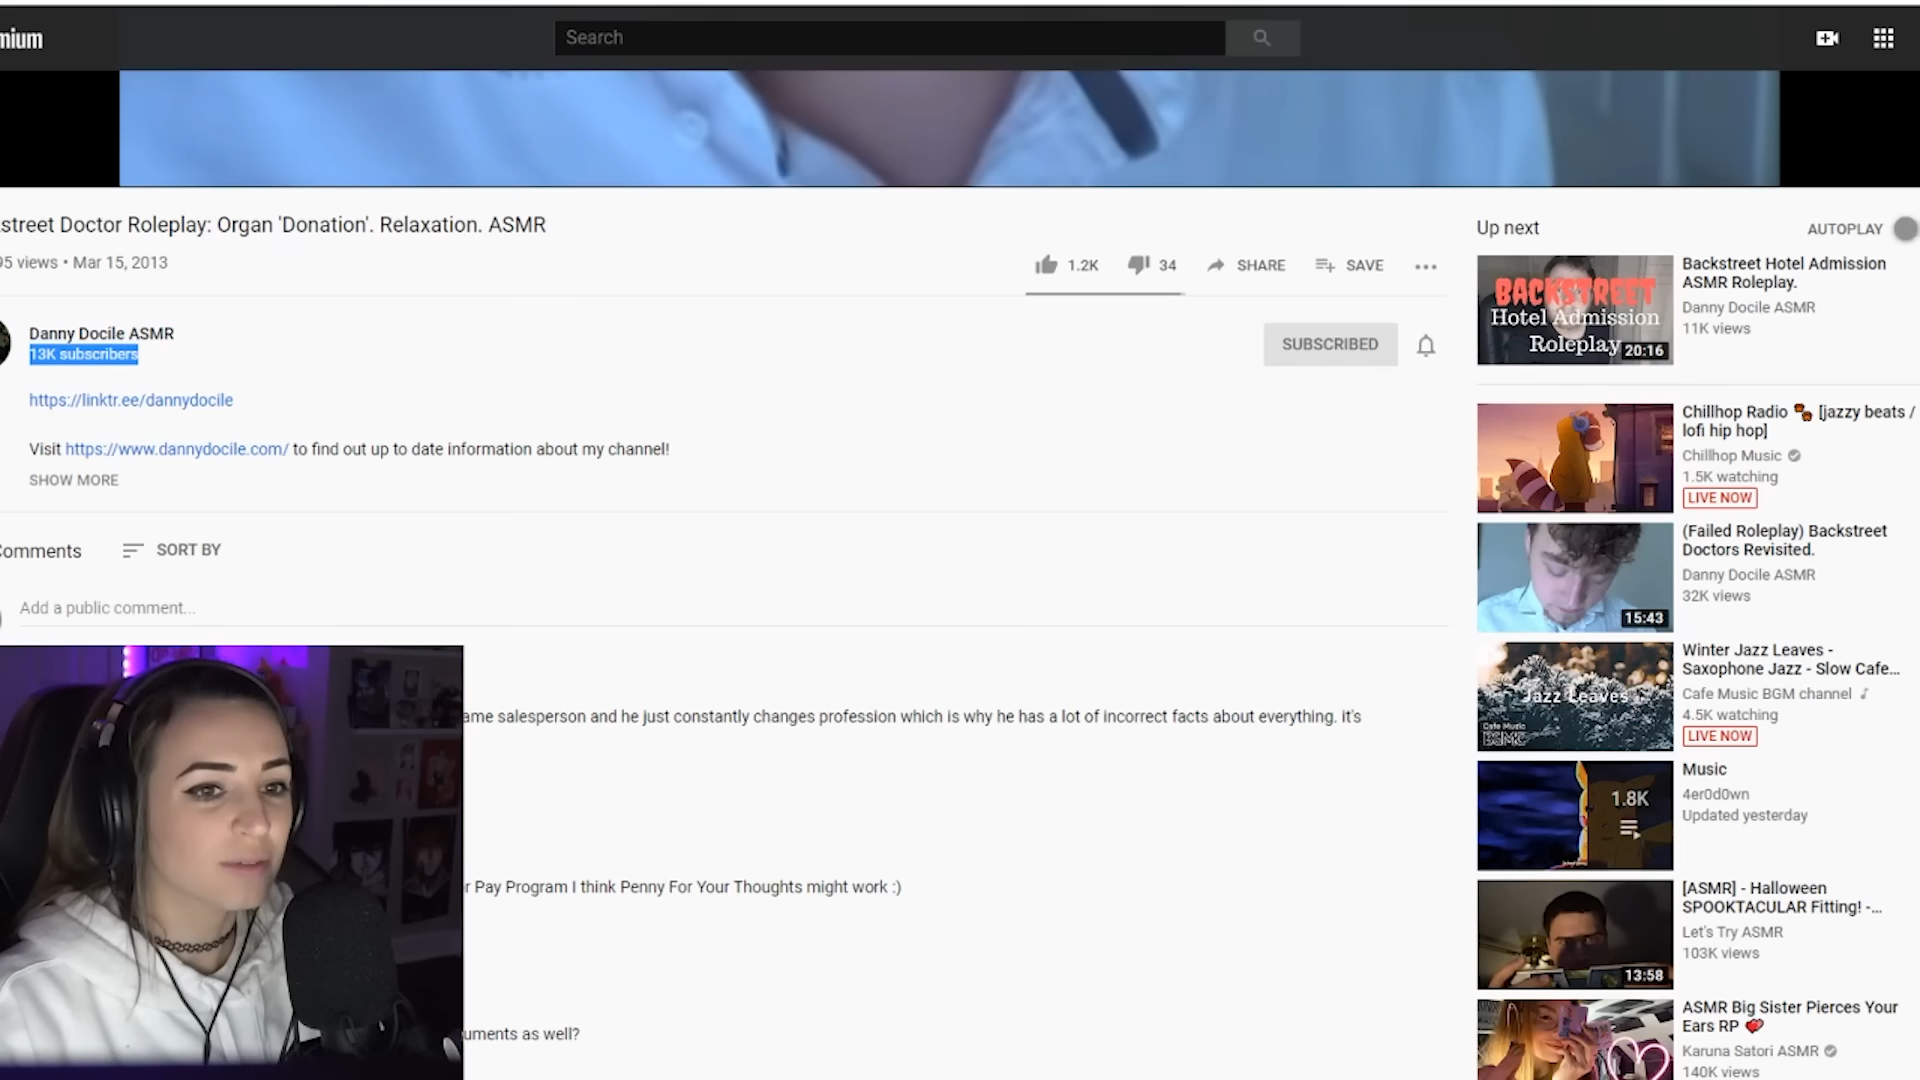 mium
Search
street Doctor Roleplay: Organ 'Donation'. Relaxation. ASMR
95 views • Mar 15, 2013
1.2K
34
SHARE
SAVE
Danny Docile ASMR
13K subscribers
SUBSCRIBED
https://linktr.ee/dannydocile
Visit https://www.dannydocile.com/ to find out up to date information about my channel!
SHOW MORE
Comments
SORT BY
Add a public comment...
ame salesperson and he just constantly changes profession which is why he has a lot of incorrect facts about everything. it's
r Pay Program I think Penny For Your Thoughts might work :)
uments as well?
Up next
AUTOPLAY
BACKSTREET
Hotel Admission
Roleplay
20:16
Backstreet Hotel Admission
ASMR Roleplay.
Danny Docile ASMR
11K views
Chillhop Radio 🐾 [jazzy beats /
lofi hip hop]
Chillhop Music
1.5K watching
LIVE NOW
15:43
(Failed Roleplay) Backstreet
Doctors Revisited.
Danny Docile ASMR
32K views
Jazz Leaves
Cafe Music
BGMC
Winter Jazz Leaves -
Saxophone Jazz - Slow Cafe...
Cafe Music BGM channel
4.5K watching
LIVE NOW
1.8K
Music
4er0d0wn
Updated yesterday
13:58
[ASMR] - Halloween
SPOOKTACULAR Fitting! -...
Let's Try ASMR
103K views
ASMR Big Sister Pierces Your
Ears RP 💕
Karuna Satori ASMR
140K views